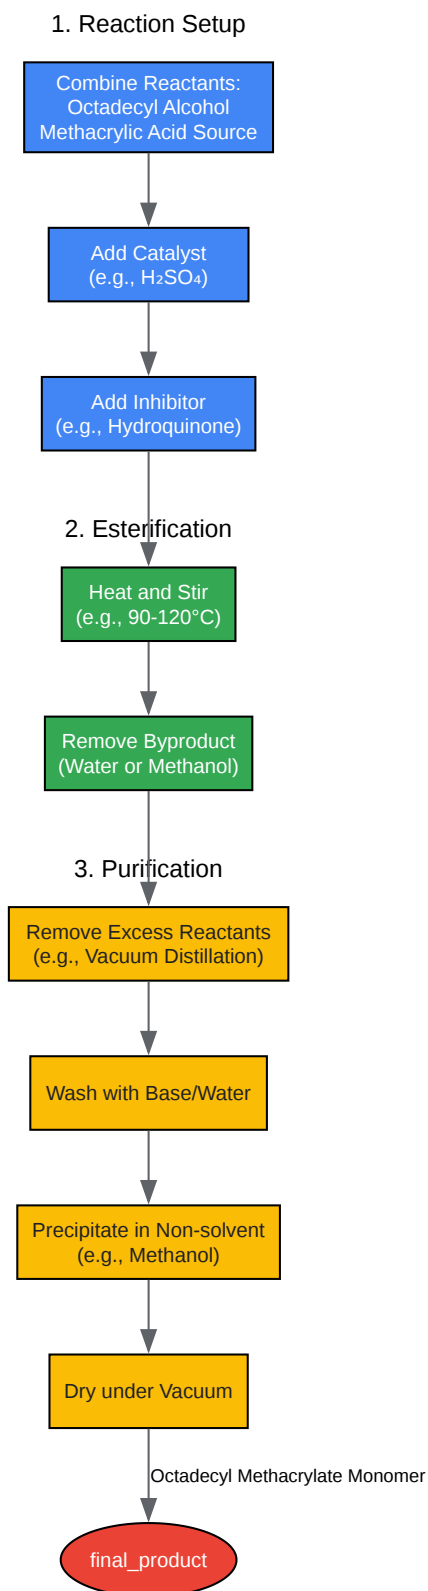 1. Reaction Setup
Combine Reactants:
Octadecyl Alcohol
Methacrylic Acid Source
Add Catalyst
(e.g., H₂SO₄)
Add Inhibitor
(e.g., Hydroquinone)
2. Esterification
Heat and Stir
(e.g., 90-120°C)
Remove Byproduct
(Water or Methanol)
3. Purification
Remove Excess Reactants
(e.g., Vacuum Distillation)
Wash with Base/Water
Precipitate in Non-solvent
(e.g., Methanol)
Dry under Vacuum
Octadecyl Methacrylate Monomer
final_product